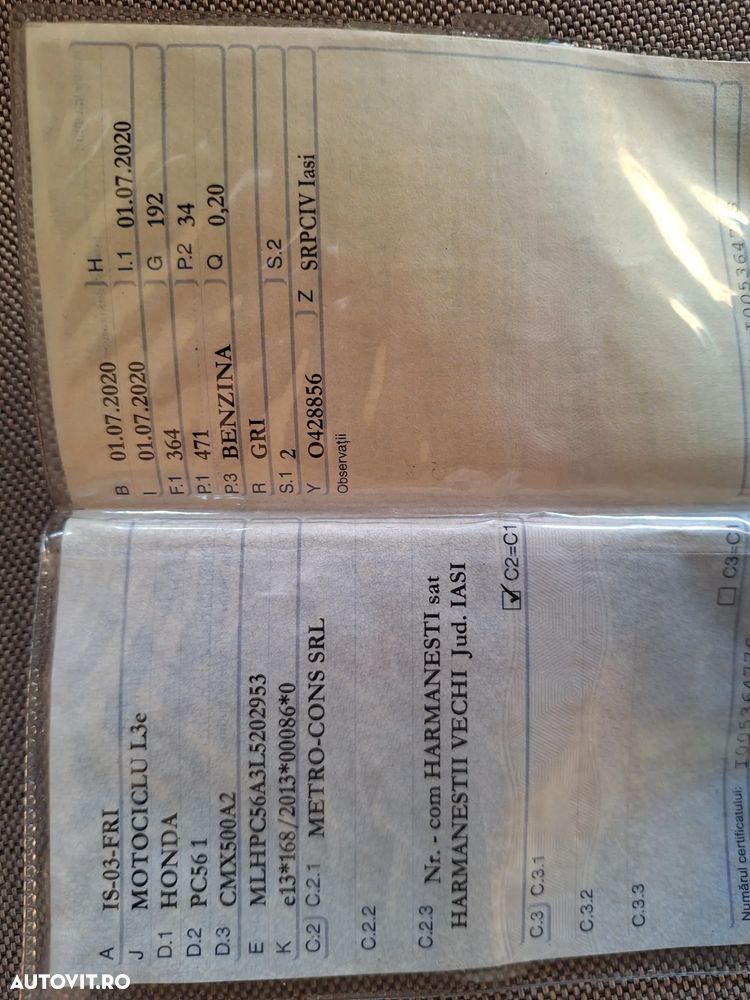 A IS-03-FRI
J MOTOCICLU L3e
D.1 HONDA
D.2 PC56 1
D.3 CMX500A2
E MLHPC56A3L5202953
K e13*168/2013*00086*0
C.2 C.2.1 METRO-CONS SRL
C.2.2
C.2.3 Nr. - com HARMANESTI sat
HARMANESTII VECHI Jud. IASI
C2=C1
C.3 C.3.1
C.3.2
C.3.3
C3=C1
Numărul certificatului:
B 01.07.2020 H
I 01.07.2020 I.1 01.07.2020
F.1 364 G 192
P.1 471 P.2 34
P.3 BENZINA Q 0,20
R GRI
S.1 2 S.2
Y O428856 Z SRPCIV Iasi
Observații
AUTOVIT.RO